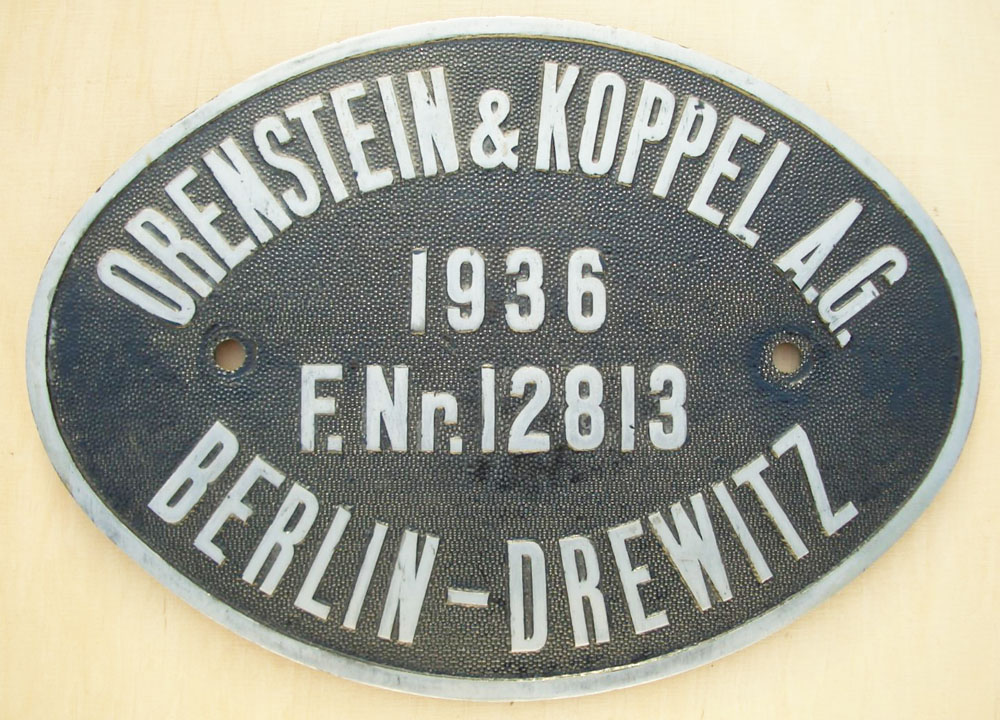 ORENSTEIN & KOPPEL A.G.
1936
F.Nr.12813
BERLIN-DREWITZ